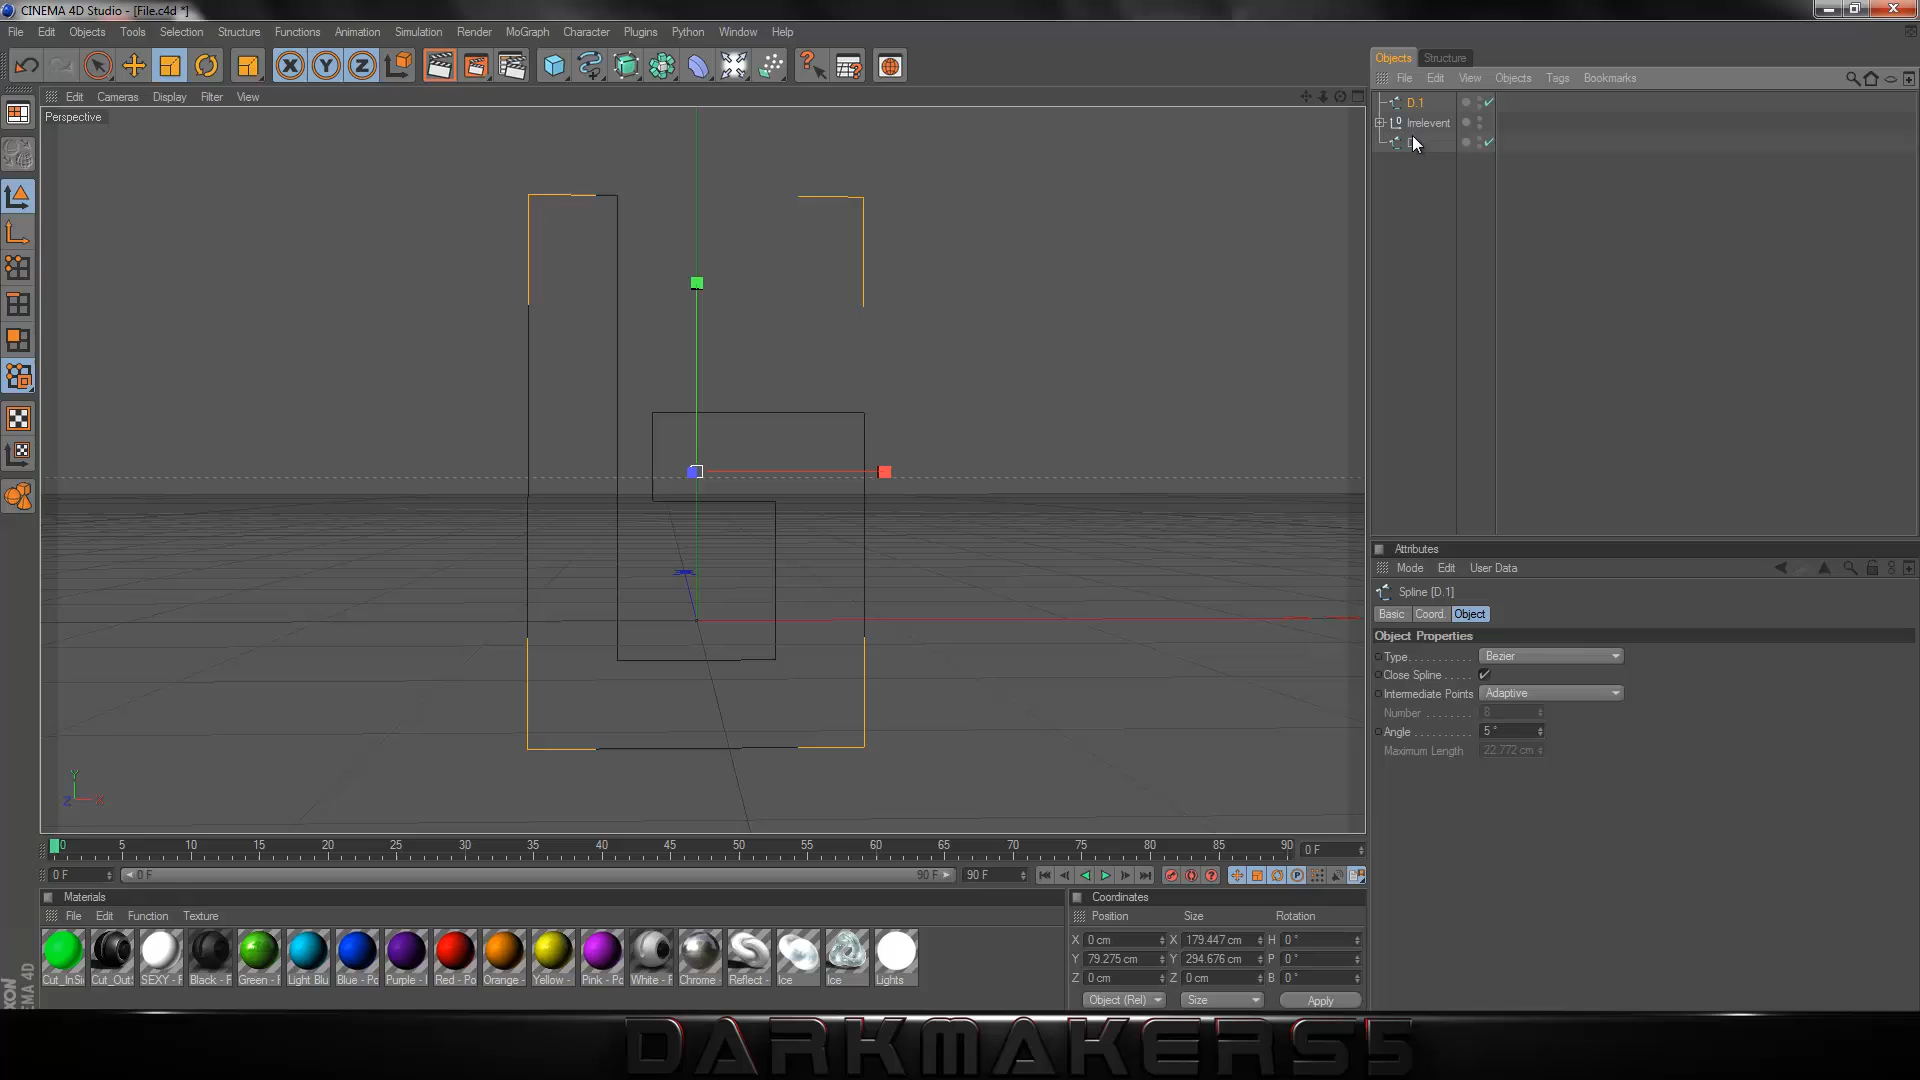 CINEMA 4D Studio - [File.c4d *]
File Edit Objects Tools Selection Structure Functions Animation Simulation Render MoGraph Character Plugins Python Window Help
Objects Structure
File Edit View Objects Tags Bookmarks
D.1
Irrelevent
Edit Cameras Display Filter View
Perspective
Attributes
Mode Edit User Data
Spline [D.1]
Basic Coord. Object
Object Properties
Type. . . . . . . . . . Bezier
Close Spline . . . . .
Intermediate Points Adaptive
Number . . . . . . . . 8
Angle . . . . . . . . . 5 °
Maximum Length 22.772 cm
Y
Z X
0 5 10 15 20 25 30 35 40 45 50 55 60 65 70 75 80 85 90 0 F
0 F 0 F 90 F 90 F
Materials
File Edit Function Texture
Cut_InSi Cut_Out SEXY - F Black - F Green - F Light Blu Blue - Po Purple - Red - Po Orange - Yellow - Pink - Po White - F Chrome - Reflect - Ice Ice Lights
Coordinates
Position Size Rotation
X 0 cm X 179.447 cm H 0 °
Y 79.275 cm Y 294.676 cm P 0 °
Z 0 cm Z 0 cm B 0 °
Object (Rel) Size Apply
XON
EMA 4D
DARKMAKERS5